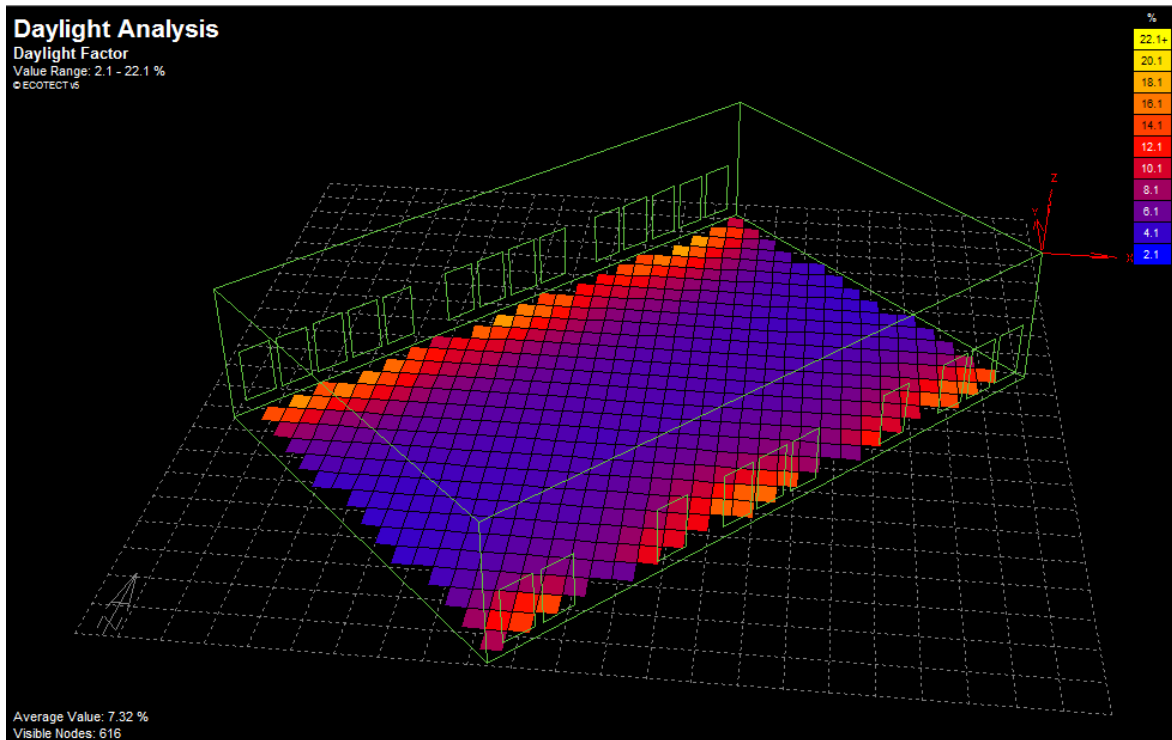 Daylight Analysis
Daylight Factor
Value Range: 2.1 - 22.1 %
© ECOTECT v5
%
22.1+
20.1
18.1
16.1
14.1
12.1
10.1
8.1
6.1
4.1
2.1
Z
Y
X
N
Average Value: 7.32 %
Visible Nodes: 616